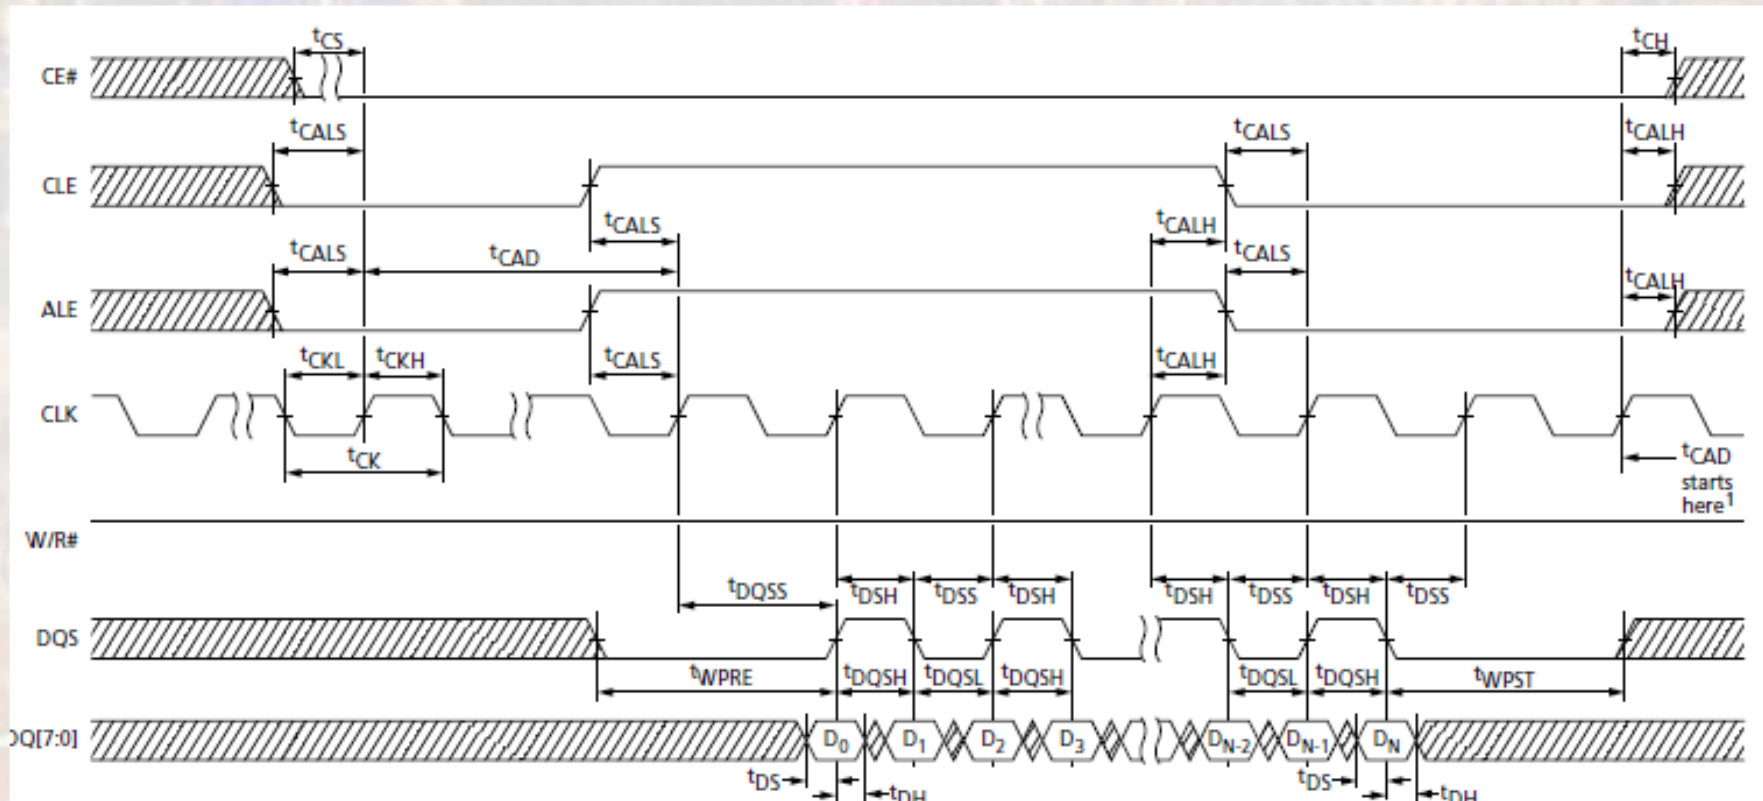 tCS tCH
CE#
tCALS tCALS tCALH
CLE
tCALS tCALH
tCALS tCAD tCALS
tCALH
ALE
tCKL tCKH tCALS tCALH
CLK
tCK tCAD
starts
here1
W/R#
tDQSS tDSH tDSS tDSH tDSH tDSS tDSH tDSS
DQS
tWPRE tDQSH tDQSL tDQSH tDQSL tDQSH tWPST
DQ[7:0] D0 D1 D2 D3 DN-2 DN-1 DN
tDS tDH tDS tDH